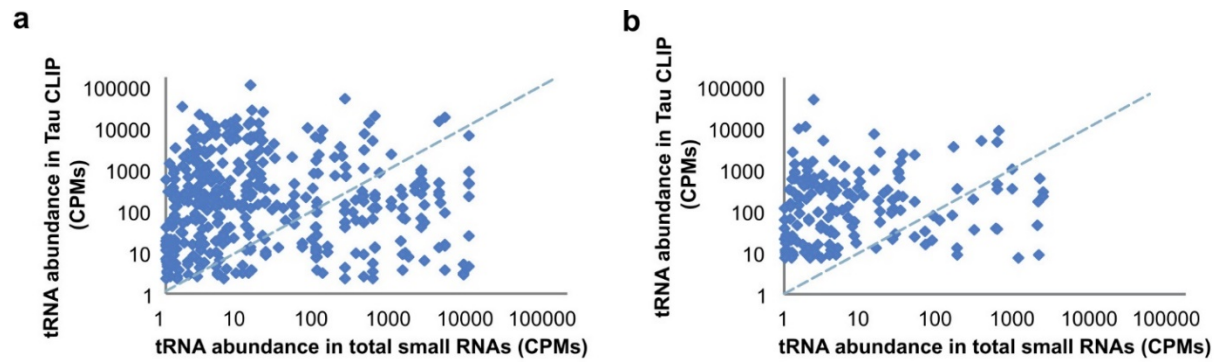 a
tRNA abundance in Tau CLIP
(CPMs)
100000
10000
1000
100
10
1
1 10 100 1000 10000 100000
tRNA abundance in total small RNAs (CPMs)
b
tRNA abundance in Tau CLIP
(CPMs)
100000
10000
1000
100
10
1
1 10 100 1000 10000 100000
tRNA abundance in total small RNAs (CPMs)